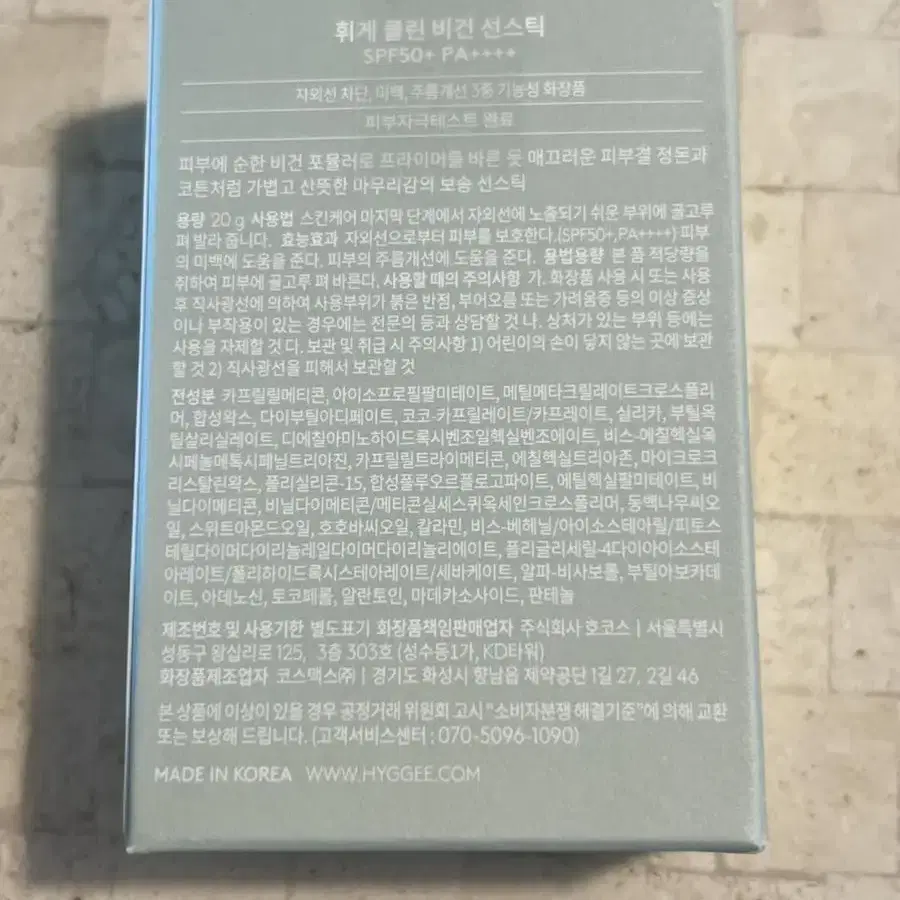 휘게 클린 비건 선스틱
SPF50+ PA++++
자외선 차단, 미백, 주름개선 3중 기능성 화장품
피부자극테스트 완료
피부에 순한 비건 포뮬러로 프라이머를 바른 듯 매끄러운 피부결 정돈과
코튼처럼 가볍고 산뜻한 마무리감의 보송 선스틱
용량 20 g 사용법 스킨케어 마지막 단계에서 자외선에 노출되기 쉬운 부위에 골고루
펴 발라 줍니다. 효능효과 자외선으로부터 피부를 보호한다.(SPF50+,PA++++) 피부
의 미백에 도움을 준다. 피부의 주름개선에 도움을 준다. 용법용량 본 품 적당량을
취하여 피부에 골고루 펴 바른다. 사용할 때의 주의사항 가. 화장품 사용 시 또는 사용
후 직사광선에 의하여 사용부위가 붉은 반점, 부어오름 또는 가려움증 등의 이상 증상
이나 부작용이 있는 경우에는 전문의 등과 상담할 것 나. 상처가 있는 부위 등에는
사용을 자제할 것 다. 보관 및 취급 시 주의사항 1) 어린이의 손이 닿지 않는 곳에 보관
할 것 2) 직사광선을 피해서 보관할 것
전성분 카프릴릴메티콘, 아이소프로필팔미테이트, 메틸메타크릴레이트크로스폴리
머, 합성왁스, 다이부틸아디페이트, 코코-카프릴레이트/카프레이트, 실리카, 부틸옥
틸살리실레이트, 디에칠아미노하이드록시벤조일헥실벤조에이트, 비스-에칠헥실옥
시페놀메톡시페닐트리아진, 카프릴릴트라이메티콘, 에칠헥실트리아존, 마이크로크
리스탈린왁스, 폴리실리콘-15, 합성플루오르플로고파이트, 에틸헥실팔미테이트, 비
닐다이메티콘, 비닐다이메티콘/메티콘실세스퀴옥세인크로스폴리머, 동백나무씨오
일, 스위트아몬드오일, 호호바씨오일, 칼라민, 비스-베헤닐/아이소스테아릴/피토스
테릴다이머다이리놀레일다이머다이리놀리에이트, 폴리글리세릴-4다이아이소스테
아레이트/폴리하이드록시스테아레이트/세바케이트, 알파-비사보롤, 부틸아보카데
이트, 아데노신, 토코페롤, 알란토인, 마데카소사이드, 판테놀
제조번호 및 사용기한 별도표기 화장품책임판매업자 주식회사 호코스 | 서울특별시
성동구 왕십리로 125, 3층 303호 (성수동1가, KD타워)
화장품제조업자 코스맥스㈜ | 경기도 화성시 향남읍 제약공단 1길 27, 2길 46
본 상품에 이상이 있을 경우 공정거래 위원회 고시 "소비자분쟁 해결기준"에 의해 교환
또는 보상해 드립니다. (고객서비스센터 : 070-5096-1090)
MADE IN KOREA WWW.HYGGEE.COM